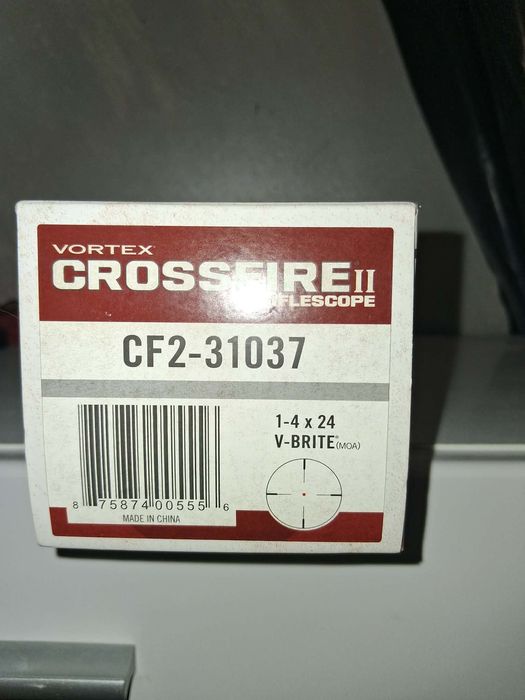 VORTEX
CROSSFIRE II
RIFLESCOPE
CF2-31037
1-4 x 24
V-BRITE® (MOA)
8 75874 00555 6
MADE IN CHINA